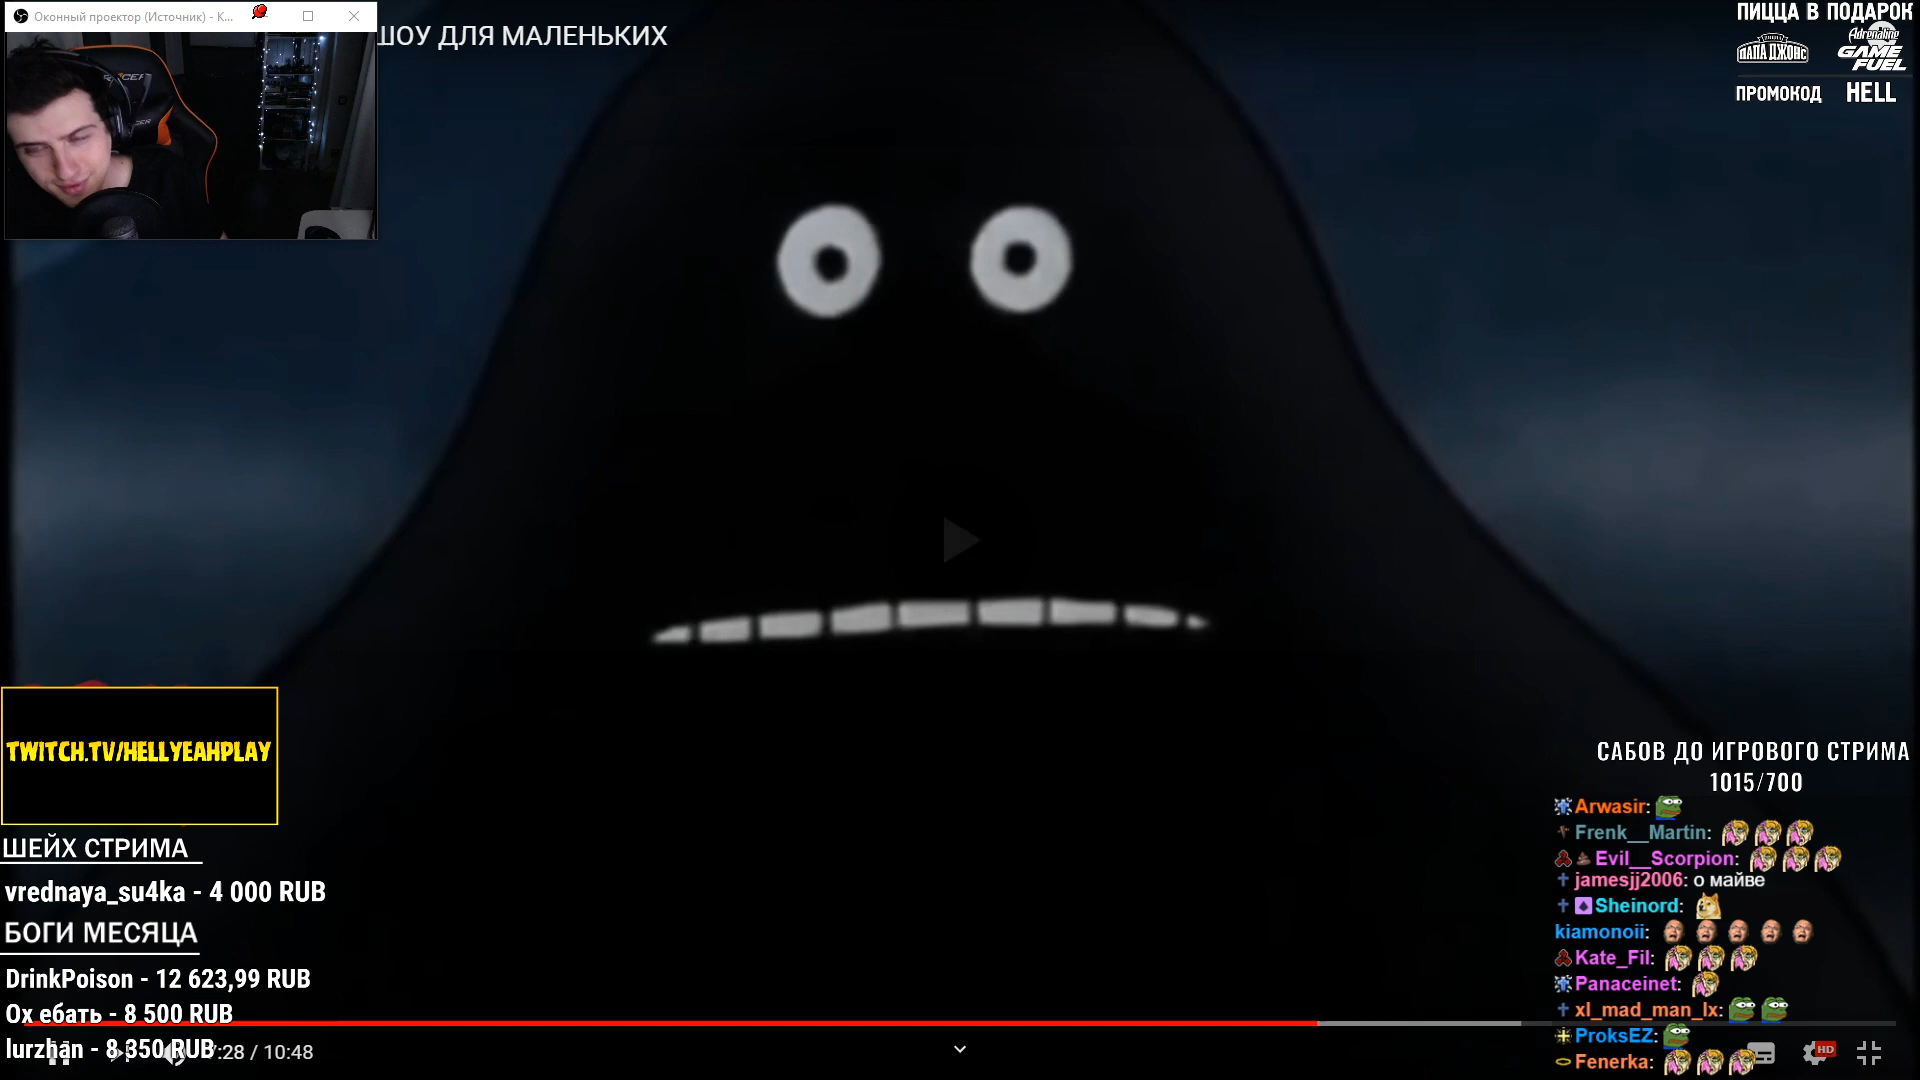 Оконный проектор (Источник) - К...
ШОУ ДЛЯ МАЛЕНЬКИХ
ПИЦЦА В ПОДАРОК
ПАПА ДЖОНС
Adrenaline
GAME
FUEL
ПРОМОКОД HELL
TWITCH.TV/HELLYEAHPLAY
ШЕЙХ СТРИМА
vrednaya_su4ka - 4 000 RUB
БОГИ МЕСЯЦА
DrinkPoison - 12 623,99 RUB
Ох ебать - 8 500 RUB
lurzhan - 8 350 RUB
:28 / 10:48
САБОВ ДО ИГРОВОГО СТРИМА
1015/700
Arwasir:
Frenk__Martin:
Evil__Scorpion:
jamesjj2006: о майве
Sheinord:
kiamonoii:
Kate_Fil:
Panaceinet:
xl_mad_man_lx:
ProksEZ:
Fenerka:
HD